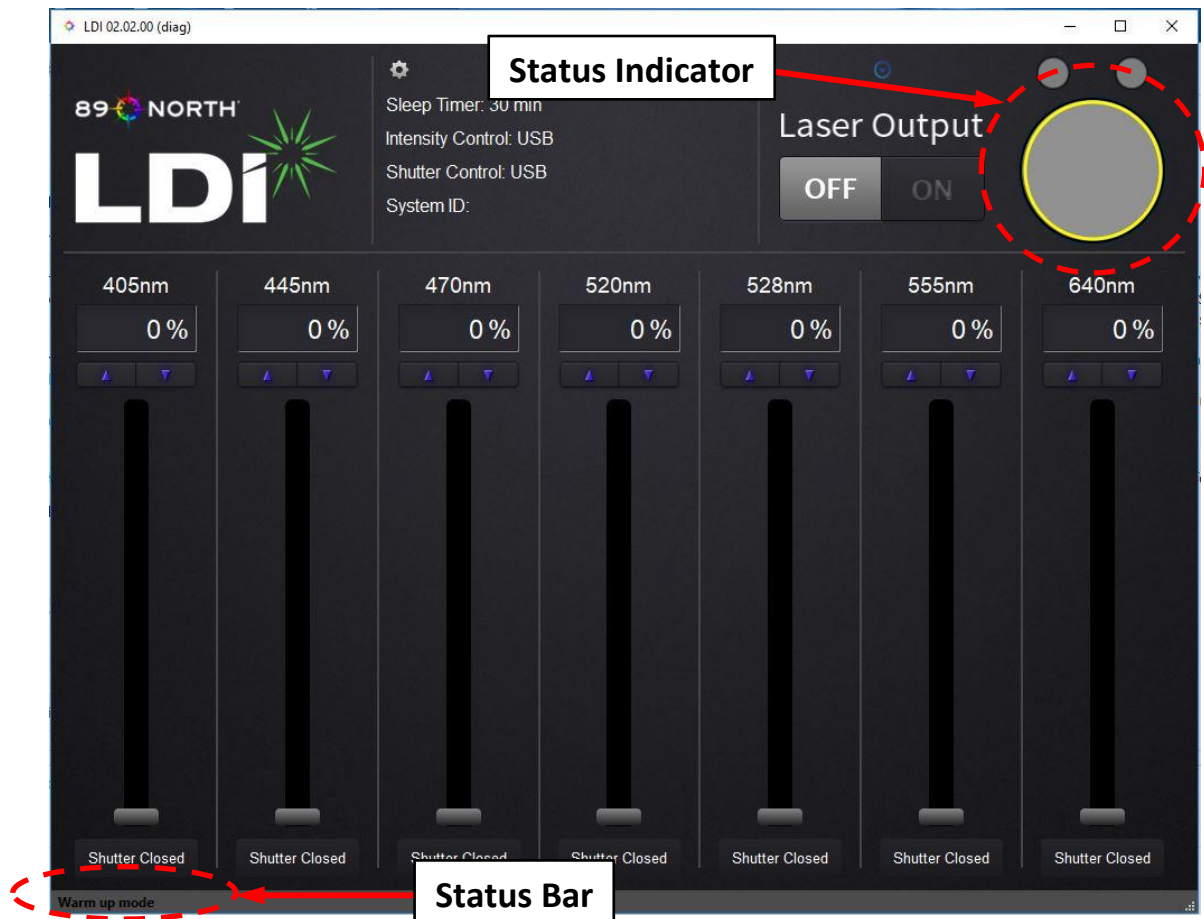 LDI 02.02.00 (diag)
Status Indicator
89 NORTH
LDI
Sleep Timer: 30 min
Intensity Control: USB
Shutter Control: USB
System ID:
Laser Output
OFF ON
405nm 445nm 470nm 520nm 528nm 555nm 640nm
0 % 0 % 0 % 0 % 0 % 0 % 0 %
Shutter Closed Shutter Closed Shutter Closed Shutter Closed Shutter Closed Shutter Closed Shutter Closed
Warm up mode
Status Bar